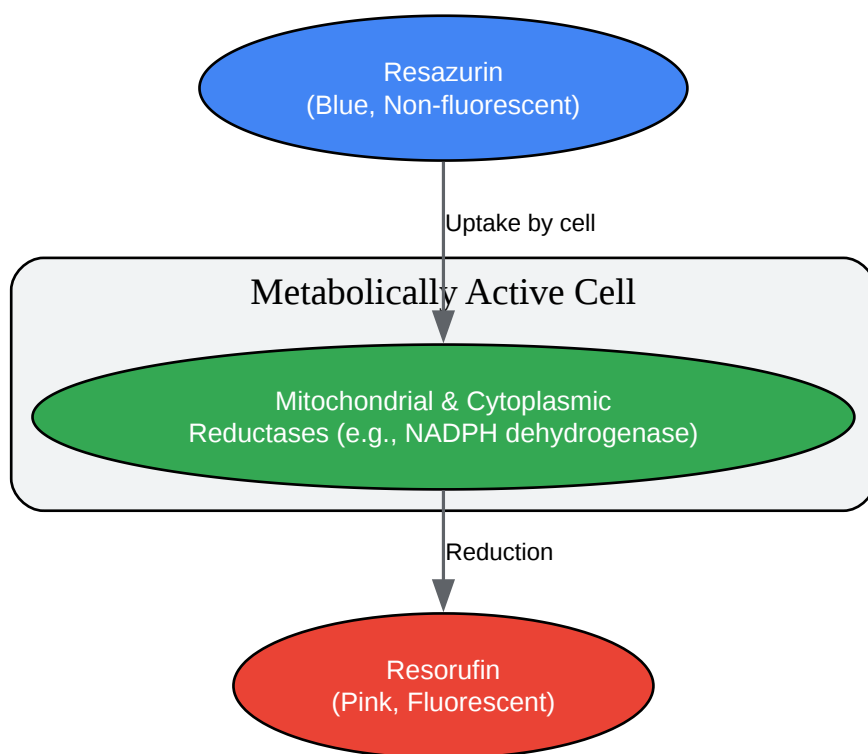 Resazurin
(Blue, Non-fluorescent)
Uptake by cell
Metabolically Active Cell
Mitochondrial & Cytoplasmic
Reductases (e.g., NADPH dehydrogenase)
Reduction
Resorufin
(Pink, Fluorescent)